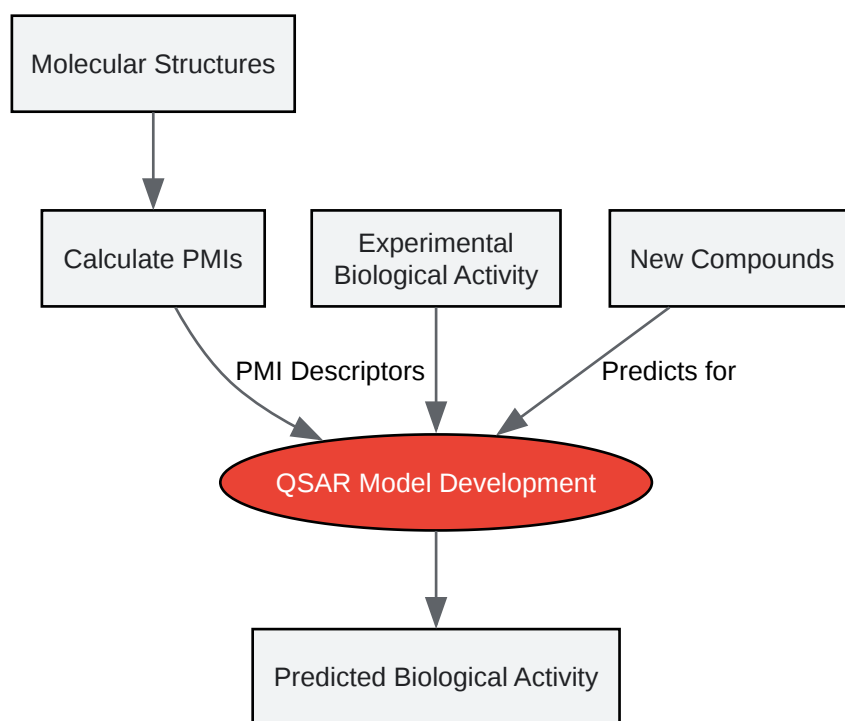 Molecular Structures
Calculate PMIs
Experimental
Biological Activity
New Compounds
PMI Descriptors
Predicts for
QSAR Model Development
Predicted Biological Activity